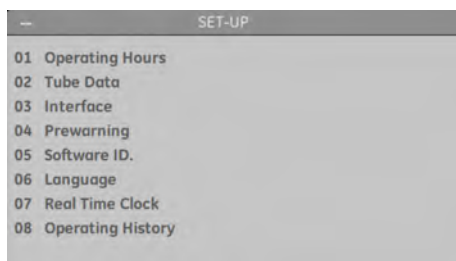 -- SET-UP
01 Operating Hours
02 Tube Data
03 Interface
04 Prewarning
05 Software ID.
06 Language
07 Real Time Clock
08 Operating History